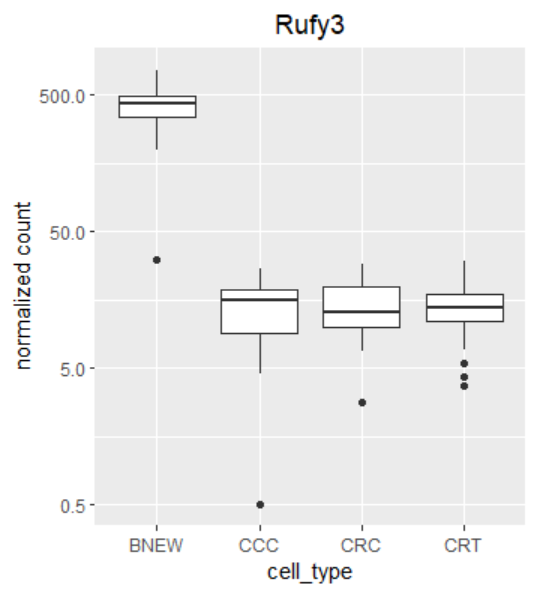 Rufy3
normalized count
500.0
50.0
5.0
0.5
BNEW CCC CRC CRT
cell_type